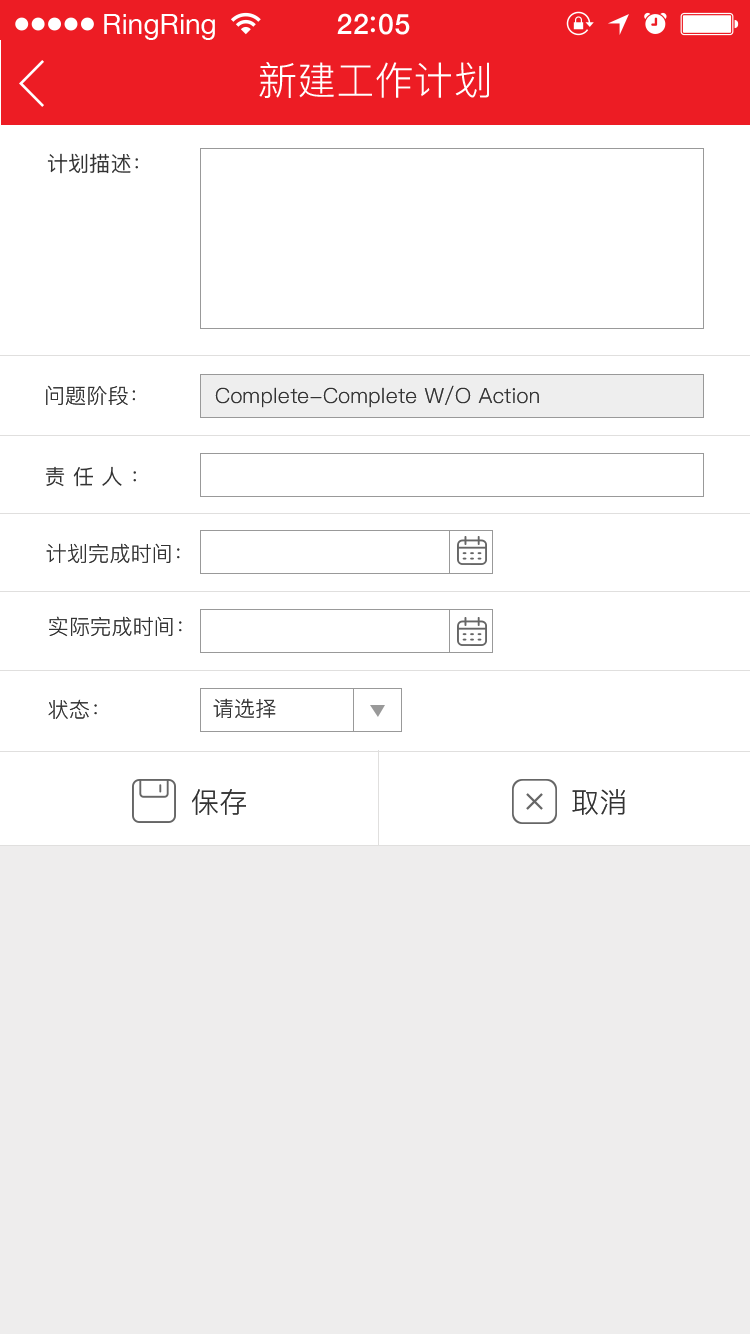 RingRing 22:05
新建工作计划
计划描述：
问题阶段： Complete-Complete W/O Action
责 任 人 ：
计划完成时间：
实际完成时间：
状态： 请选择
保存 取消